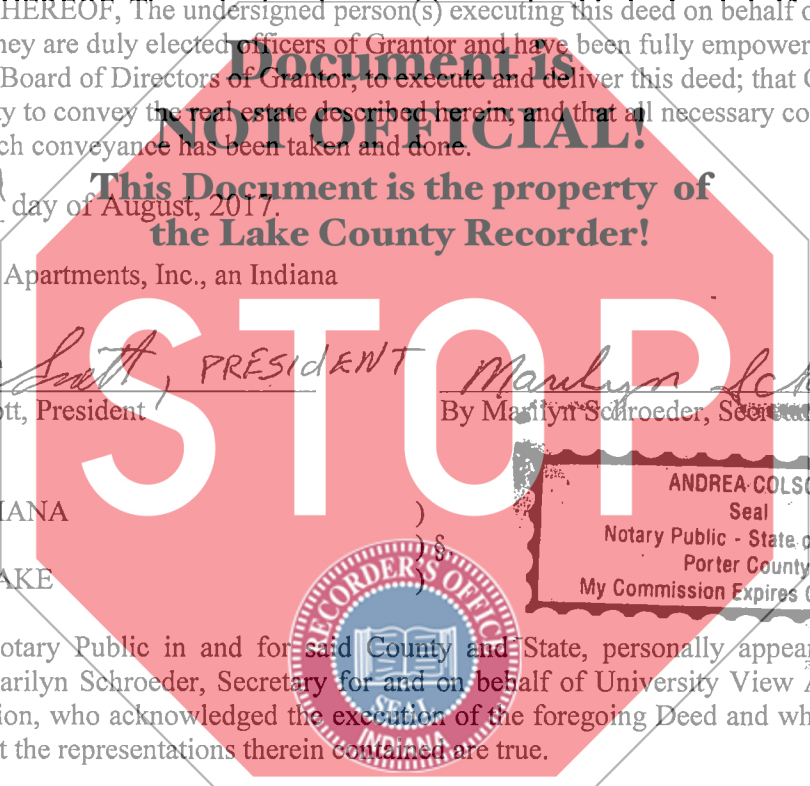 HEREOF, The undersigned person(s) executing this deed on behalf
hey are duly elected officers of Grantor and have been fully empower
Board of Directors of Grantor, to execute and deliver this deed; that
y to convey the real estate described herein; and that all necessary co
ch conveyance has been taken and done.
Document is
NOT OFFICIAL!
This Document is the property of
the Lake County Recorder!
day of August, 2017.
Apartments, Inc., an Indiana
STOP
, PRESIDENT
Marilyn
tt, President
By Marilyn Schroeder,
ANDREA COLSO
Seal
Notary Public - State o
Porter County
My Commission Expires
IANA )
) §.
AKE )
RECORDER'S OFFICE
SEAL
INDIANA
otary Public in and for said County and State, personally appea
arilyn Schroeder, Secretary for and on behalf of University View A
ion, who acknowledged the execution of the foregoing Deed and wh
t the representations therein contained are true.